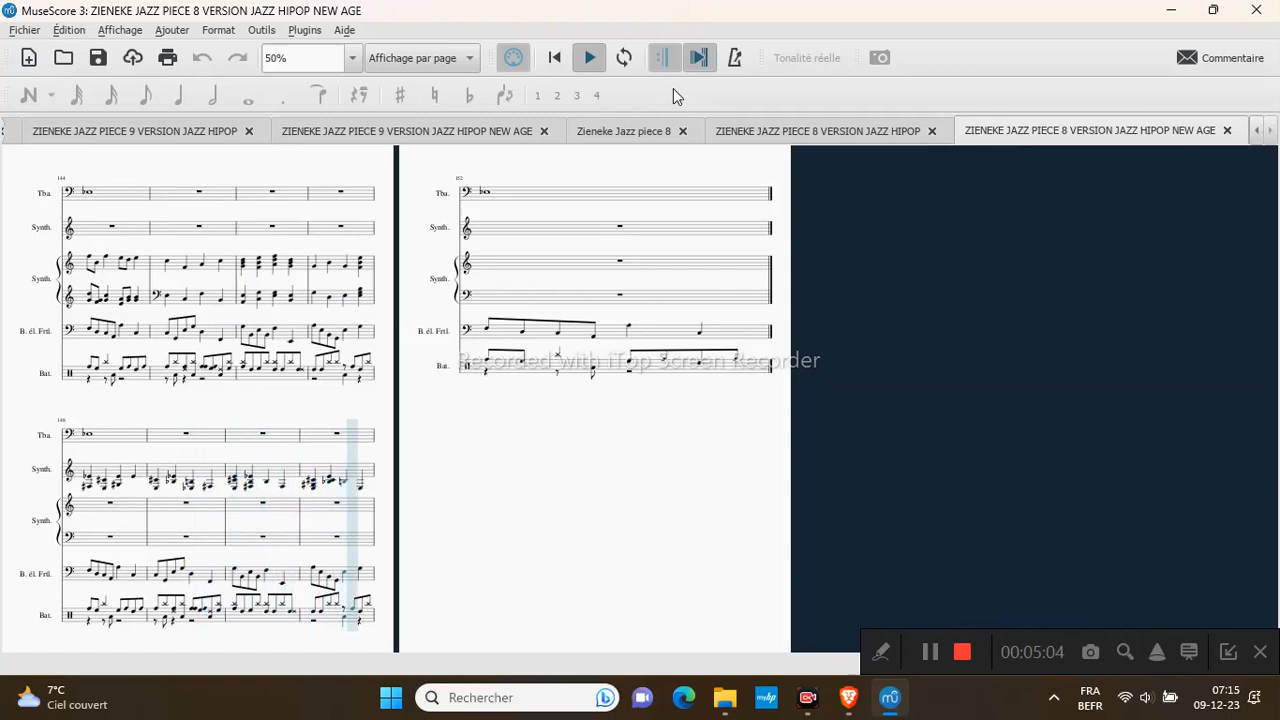 MuseScore 3: ZIENEKE JAZZ PIECE 8 VERSION JAZZ HIPOP NEW AGE
Fichier Édition Affichage Ajouter Format Outils Plugins Aide
50% Affichage par page Tonalité réelle Commentaire
1 2 3 4
ZIENEKE JAZZ PIECE 9 VERSION JAZZ HIPOP ZIENEKE JAZZ PIECE 9 VERSION JAZZ HIPOP NEW AGE Zieneke Jazz piece 8 ZIENEKE JAZZ PIECE 8 VERSION JAZZ HIPOP ZIENEKE JAZZ PIECE 8 VERSION JAZZ HIPOP NEW AGE
144
Tba.
Synth.
Synth.
B. él. Frtl.
Bat.
Tba.
Synth.
Synth.
B. él. Frtl.
Bat.
152
Tba.
Synth.
Synth.
B. él. Frtl.
Bat.
Recorded with iTop Screen Recorder
00:05:04
7°C
Ciel couvert
Rechercher
FRA
BEFR
07:15
09-12-23